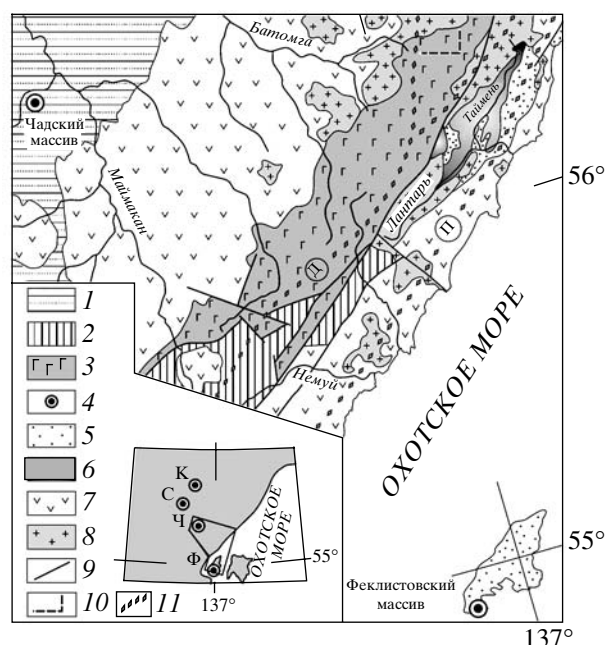 Батомга
Таймень
Чадский
массив
Маймакан
56°
Лантарь
П
Д
ОХОТСКОЕ МОРЕ
Немуй
1
2
3
4
5
6
7
8
9
10
11
К
С
Ч
Ф
ОХОТСКОЕ
МОРЕ
55°
137°
55°
Феклистовский
массив
137°